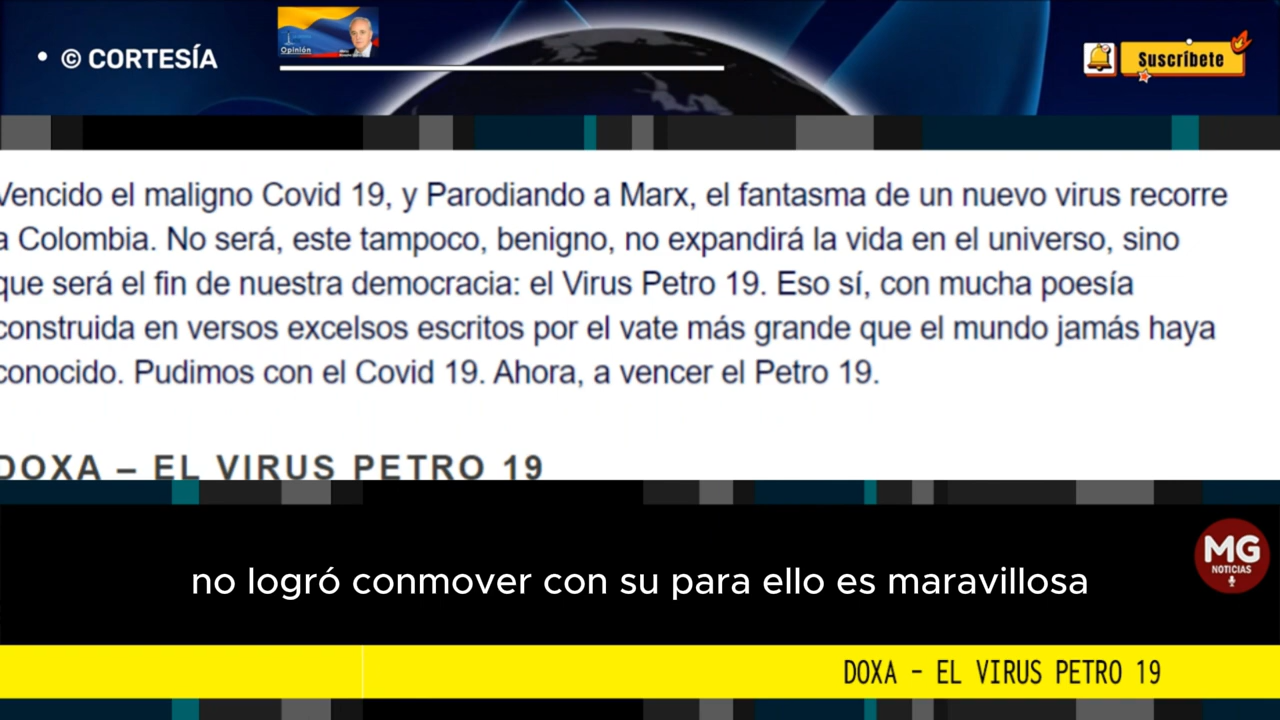 • © CORTESÍA
Opinión
Suscríbete
Vencido el maligno Covid 19, y Parodiando a Marx, el fantasma de un nuevo virus recorre
a Colombia. No será, este tampoco, benigno, no expandirá la vida en el universo, sino
que será el fin de nuestra democracia: el Virus Petro 19. Eso sí, con mucha poesía
construida en versos excelsos escritos por el vate más grande que el mundo jamás haya
conocido. Pudimos con el Covid 19. Ahora, a vencer el Petro 19.
DOXA – EL VIRUS PETRO 19
MG
NOTICIAS
no logró conmover con su para ello es maravillosa
DOXA - EL VIRUS PETRO 19